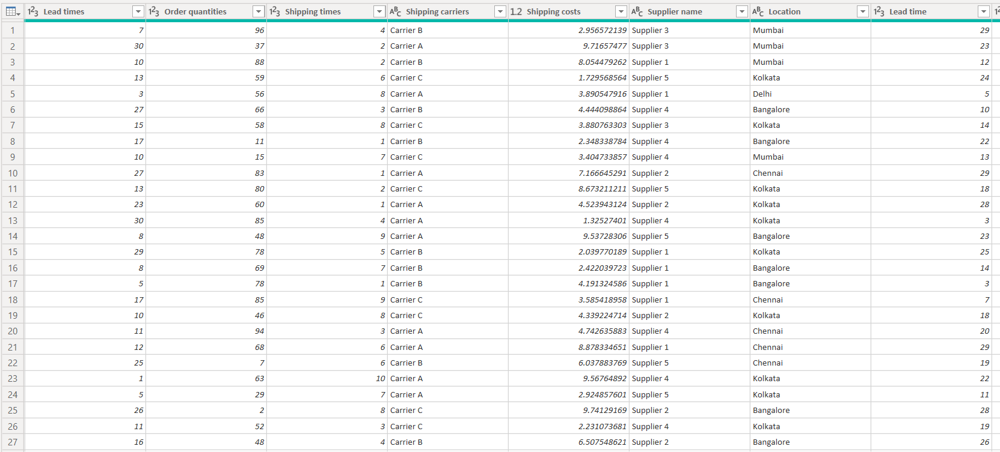 1²3 Lead times 1²3 Order quantities 1²3 Shipping times ABC Shipping carriers 1.2 Shipping costs ABC Supplier name ABC Location 1²3 Lead time 1²
1 7 96 4 Carrier B 2.956572139 Supplier 3 Mumbai 29
2 30 37 2 Carrier A 9.71657477 Supplier 3 Mumbai 23
3 10 88 2 Carrier B 8.054479262 Supplier 1 Mumbai 12
4 13 59 6 Carrier C 1.729568564 Supplier 5 Kolkata 24
5 3 56 8 Carrier A 3.890547916 Supplier 1 Delhi 5
6 27 66 3 Carrier B 4.444098864 Supplier 4 Bangalore 10
7 15 58 8 Carrier C 3.880763303 Supplier 3 Kolkata 14
8 17 11 1 Carrier B 2.348338784 Supplier 4 Bangalore 22
9 10 15 7 Carrier C 3.404733857 Supplier 4 Mumbai 13
10 27 83 1 Carrier A 7.166645291 Supplier 2 Chennai 29
11 13 80 2 Carrier C 8.673211211 Supplier 5 Kolkata 18
12 23 60 1 Carrier A 4.523943124 Supplier 2 Kolkata 28
13 30 85 4 Carrier A 1.32527401 Supplier 4 Kolkata 3
14 8 48 9 Carrier A 9.53728306 Supplier 5 Bangalore 23
15 29 78 5 Carrier B 2.039770189 Supplier 1 Kolkata 25
16 8 69 7 Carrier B 2.422039723 Supplier 1 Bangalore 14
17 5 78 1 Carrier B 4.191324586 Supplier 1 Bangalore 3
18 17 85 9 Carrier C 3.585418958 Supplier 1 Chennai 7
19 10 46 8 Carrier C 4.339224714 Supplier 2 Kolkata 18
20 11 94 3 Carrier A 4.742635883 Supplier 4 Chennai 20
21 12 68 6 Carrier A 8.878334651 Supplier 1 Chennai 29
22 25 7 6 Carrier B 6.037883769 Supplier 5 Chennai 19
23 1 63 10 Carrier A 9.56764892 Supplier 4 Kolkata 22
24 5 29 7 Carrier A 2.924857601 Supplier 5 Kolkata 11
25 26 2 8 Carrier C 9.74129169 Supplier 2 Bangalore 28
26 11 52 3 Carrier C 2.231073681 Supplier 4 Kolkata 19
27 16 48 4 Carrier B 6.507548621 Supplier 2 Bangalore 26